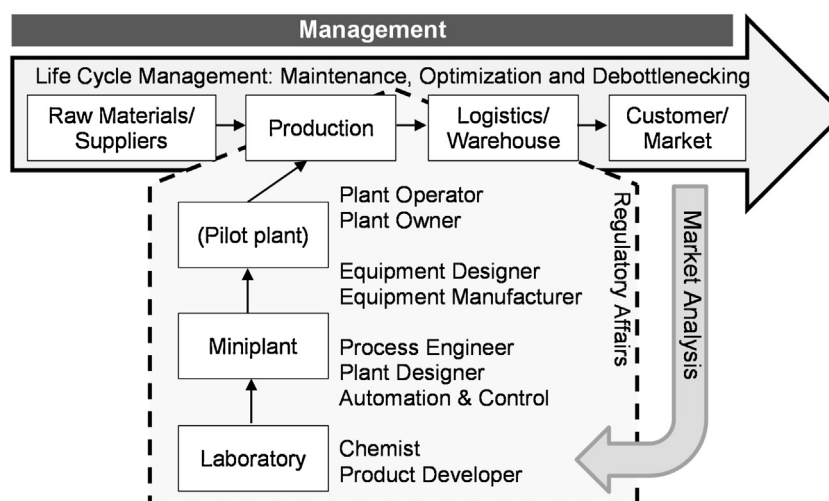 Management
Life Cycle Management: Maintenance, Optimization and Debottlenecking
Raw Materials/
Suppliers
Production
Logistics/
Warehouse
Customer/
Market
(Pilot plant)
Plant Operator
Plant Owner
Equipment Designer
Equipment Manufacturer
Miniplant
Process Engineer
Plant Designer
Automation & Control
Laboratory
Chemist
Product Developer
Regulatory Affairs
Market Analysis